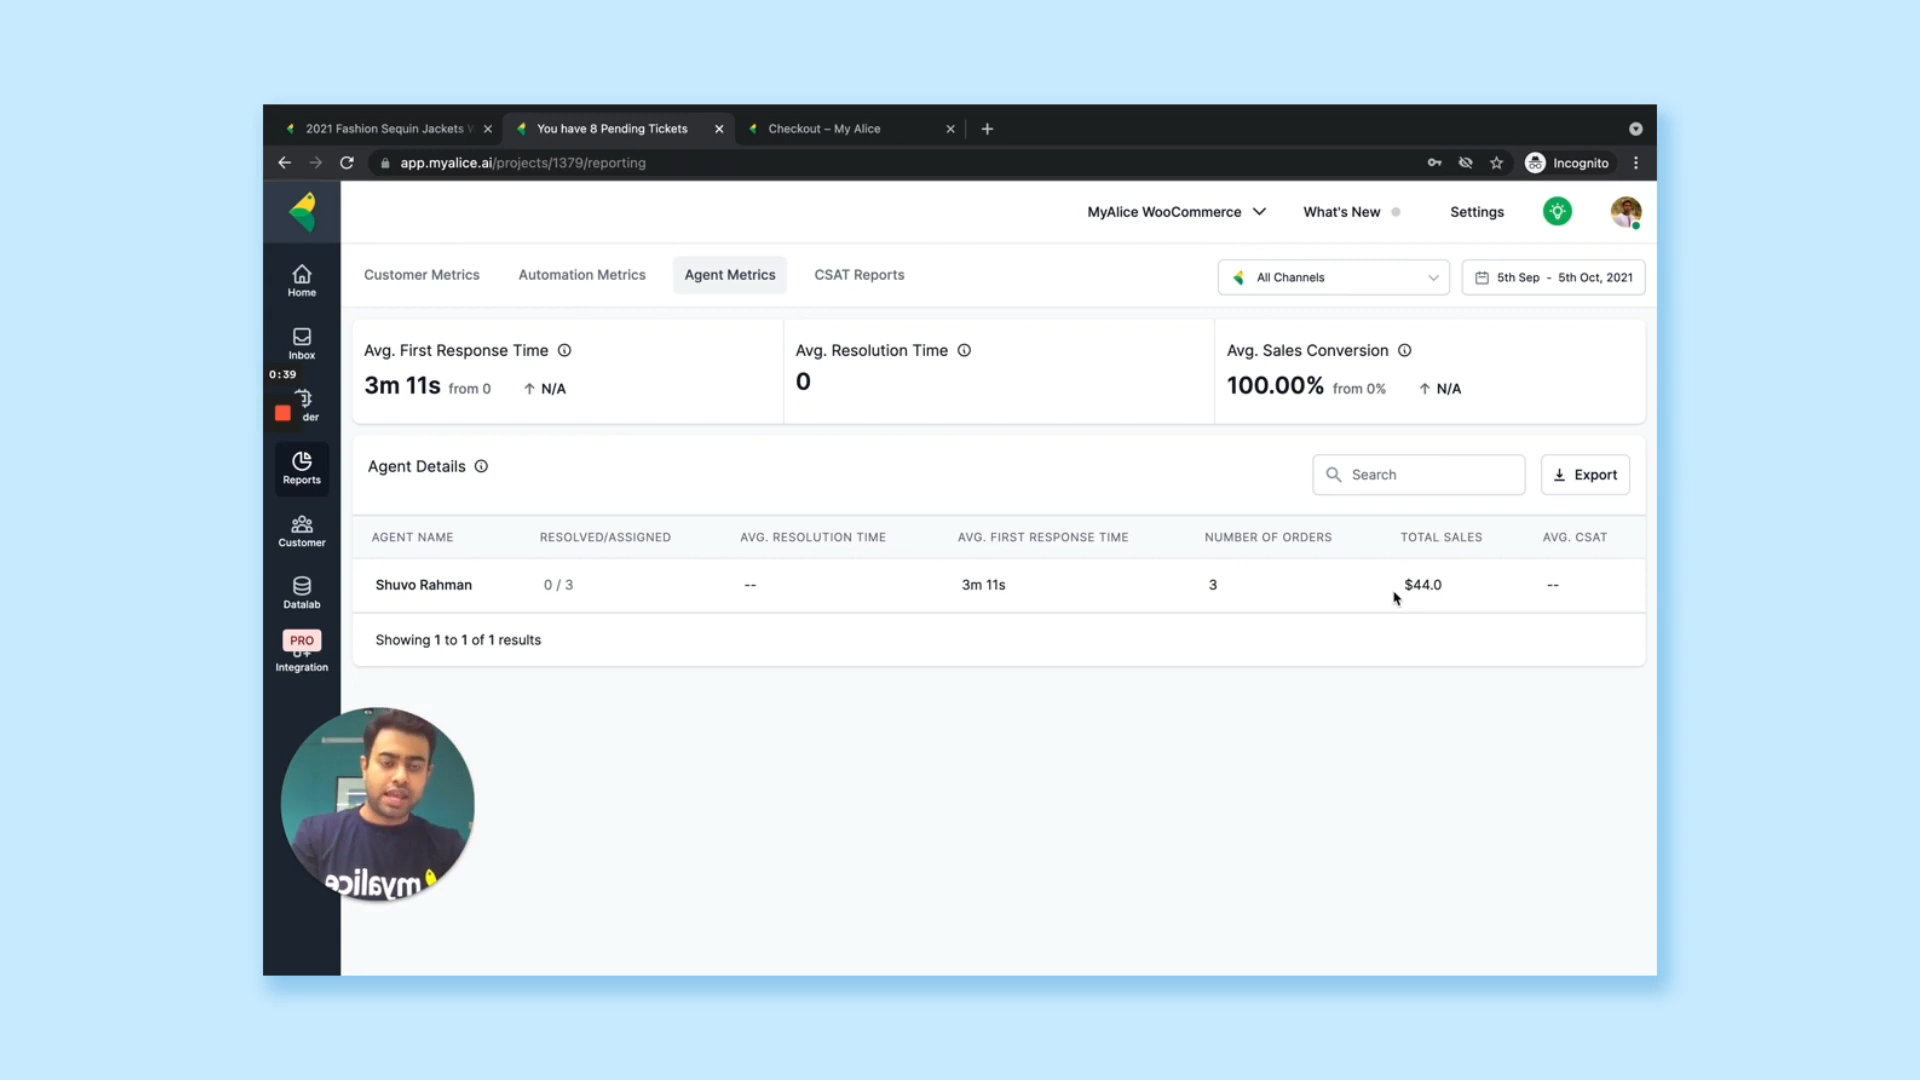 2021 Fashion Sequin Jackets W
You have 8 Pending Tickets
Checkout – My Alice
app.myalice.ai/projects/1379/reporting
Incognito
MyAlice WooCommerce
What's New
Settings
Home
Inbox
0:39
der
Reports
Customer
Datalab
PRO
Integration
Customer Metrics
Automation Metrics
Agent Metrics
CSAT Reports
All Channels
5th Sep - 5th Oct, 2021
Avg. First Response Time
3m 11s from 0 ↑ N/A
Avg. Resolution Time
0
Avg. Sales Conversion
100.00% from 0% ↑ N/A
Agent Details
Search
Export
AGENT NAME RESOLVED/ASSIGNED AVG. RESOLUTION TIME AVG. FIRST RESPONSE TIME NUMBER OF ORDERS TOTAL SALES AVG. CSAT
Shuvo Rahman 0 / 3 -- 3m 11s 3 $44.0 --
Showing 1 to 1 of 1 results
myalice